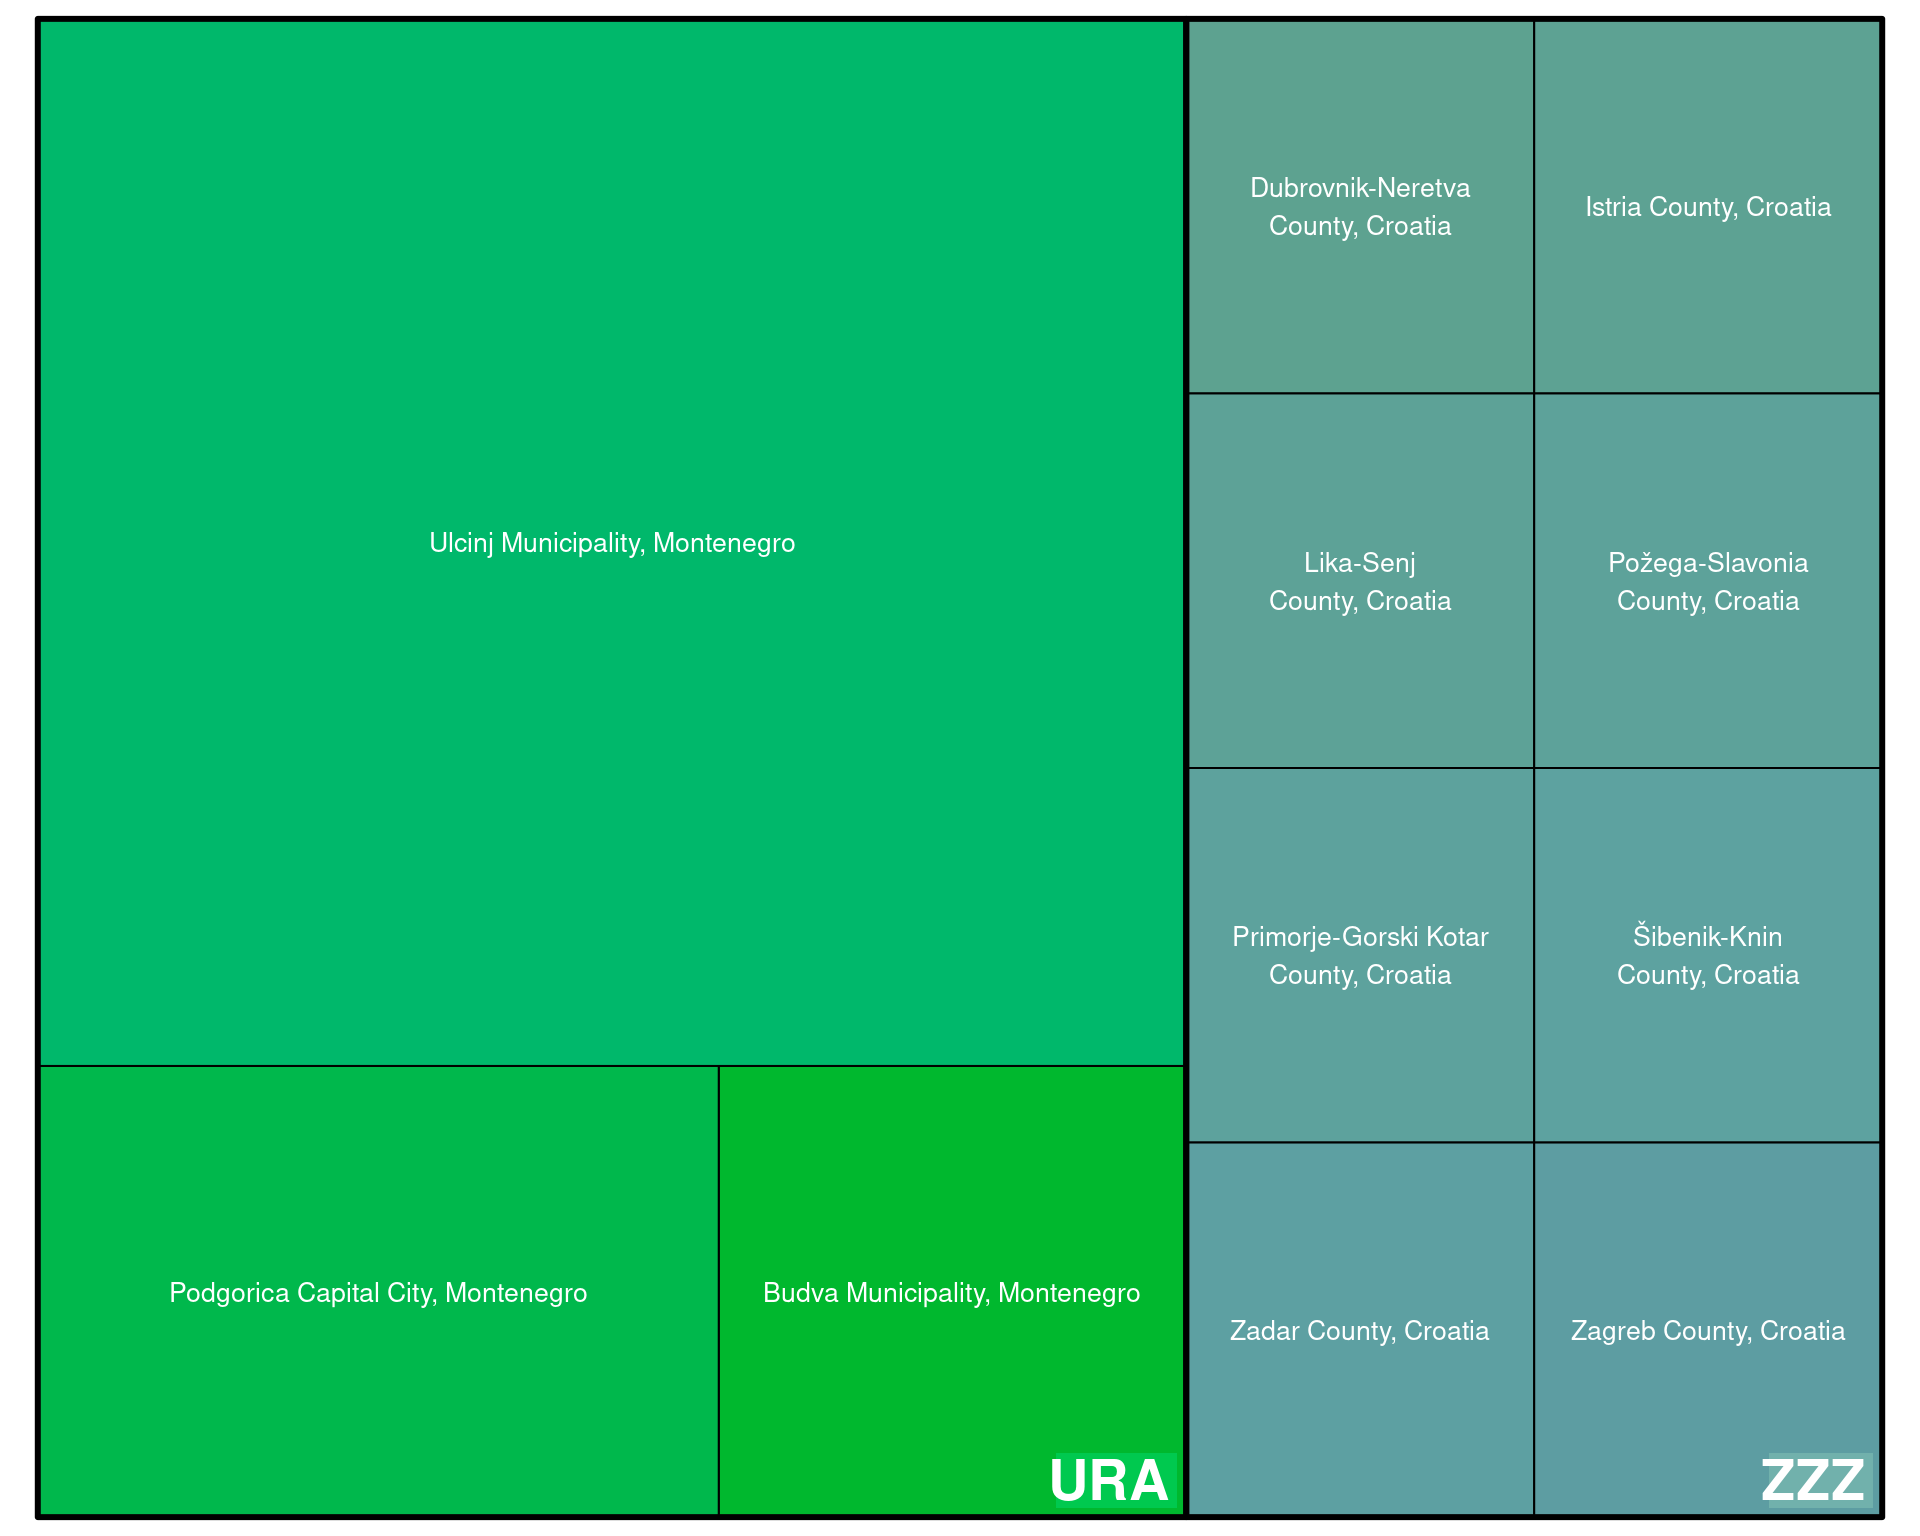 Dubrovnik-Neretva
County, Croatia
Istria County, Croatia
Ulcinj Municipality, Montenegro
Lika-Senj
County, Croatia
Požega-Slavonia
County, Croatia
Primorje-Gorski Kotar
County, Croatia
Šibenik-Knin
County, Croatia
Podgorica Capital City, Montenegro
Budva Municipality, Montenegro
Zadar County, Croatia
Zagreb County, Croatia
URA
ZZZ